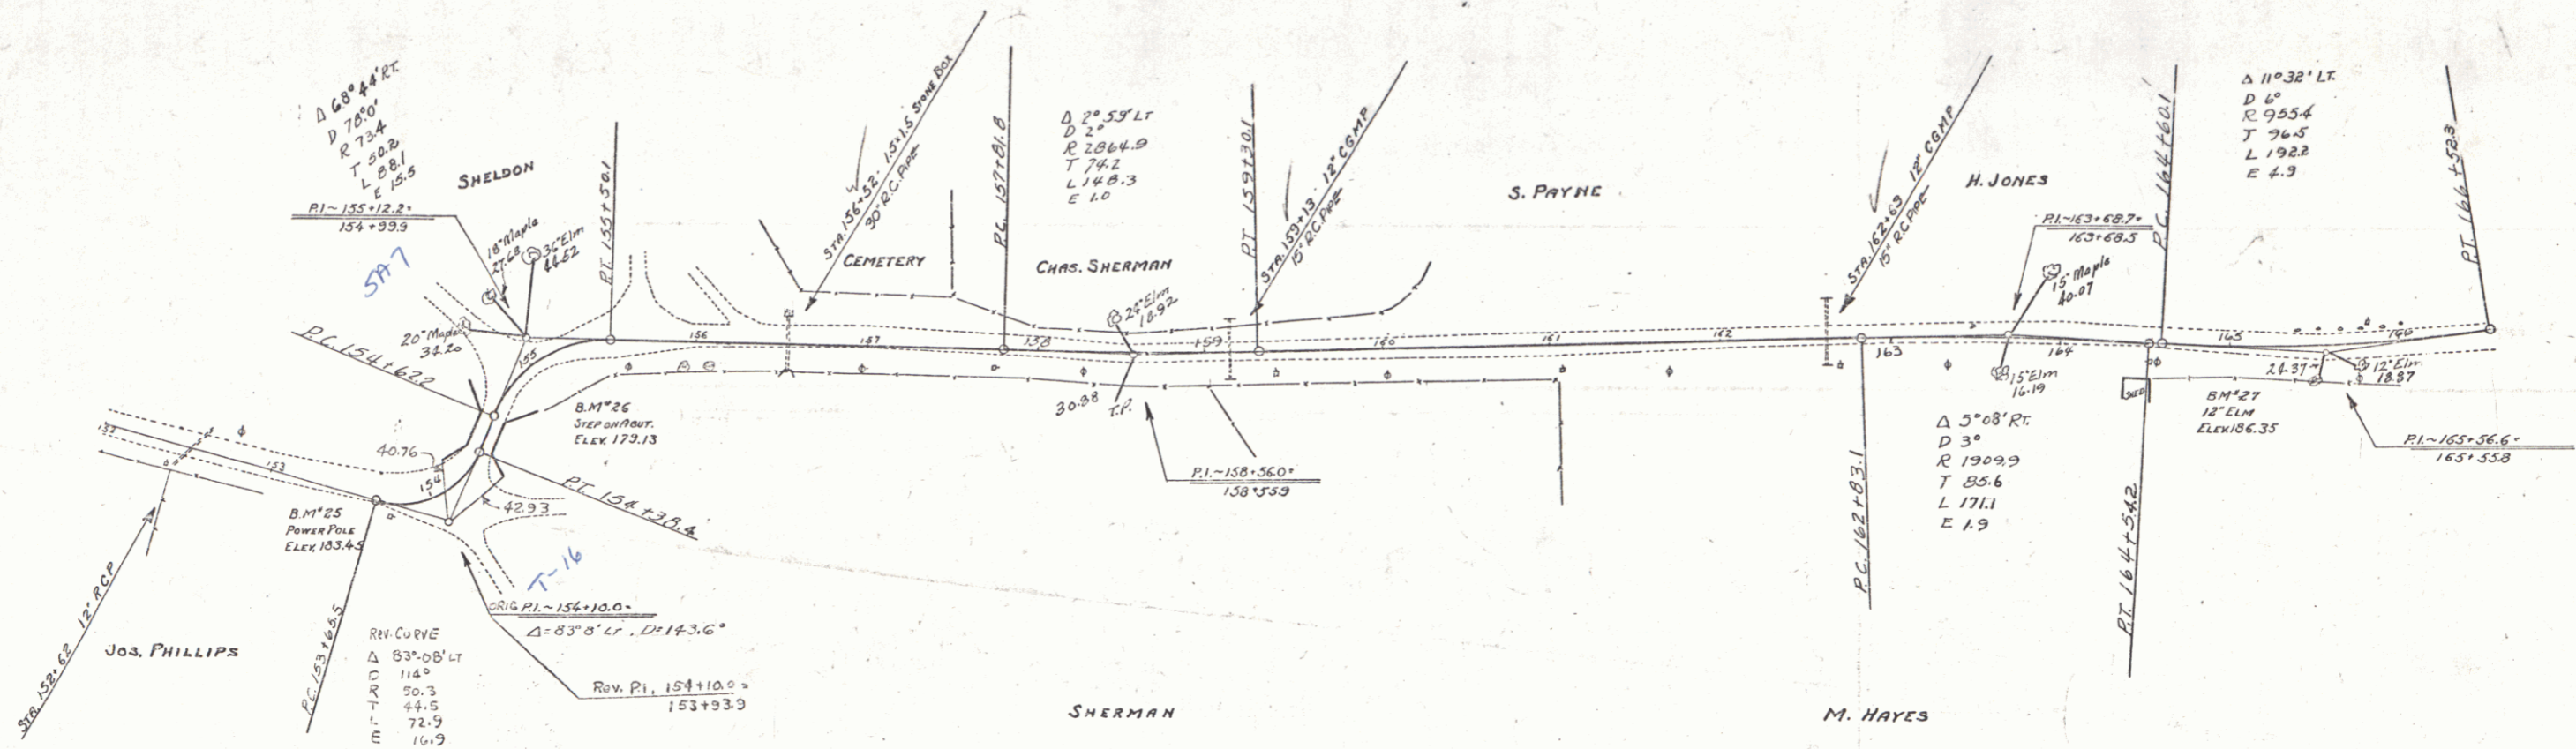 Δ 68°44' RT.
D 78°0'
R 73.4
T 50.2
L 88.1
E 15.5
SHELDON
P.I.~155+12.2=
154+99.9
18" Maple
27.68
36" Elm
44.52
P.T. 155+50.1
5A7
20" Maple
34.20
P.C. 154+62.2
STA. 156+52. 1.5×1.5 STONE BOX
30" R.C. PIPE
CEMETERY
P.C. 157+81.8
Δ 2°59' LT
D 2°
R 2864.9
T 74.2
L 148.3
E 1.0
CHAS. SHERMAN
24" Elm
18.92
P.T. 159+30.1
STA. 159+13 12" CGMP
15" R.C. PIPE
S. PAYNE
STA. 162+63 12" CGMP
15" R.C. PIPE
H. JONES
P.I.~163+68.7=
163+68.5
15" Maple
40.07
P.C. 164+60.1
Δ 11°32' LT.
D 6°
R 955.4
T 96.5
L 192.2
E 4.9
P.T. 166+52.3
152
153
154
155
156
157
158
159
160
161
162
163
164
165
166
40.76
42.93
B.M#26
STEP ON ABUT.
ELEV. 179.13
B.M#25
POWER POLE
ELEV. 183.45
P.T. 154+38.4
30.88
T.P.
P.I.~158+56.0=
158+55.9
15" Elm
16.19
SHED
24.37
12" Elm
18.87
BM#27
12" ELM
ELEV. 186.35
P.I.~165+56.6=
165+55.8
Δ 5°08' RT.
D 3°
R 1909.9
T 85.6
L 171.1
E 1.9
P.C. 162+83.1
P.T. 164+54.2
STA. 152+62 12" RCP
JOS. PHILLIPS
P.C. 153+65.5
T-16
ORIG P.I.~154+10.0=
Δ=83°8' LT, D=143.6°
Rev. CURVE
Δ 83°-08' LT
D 114°
R 50.3
T 44.5
L 72.9
E 16.9
Rev. P.I. 154+10.0=
153+93.9
SHERMAN
M. HAYES